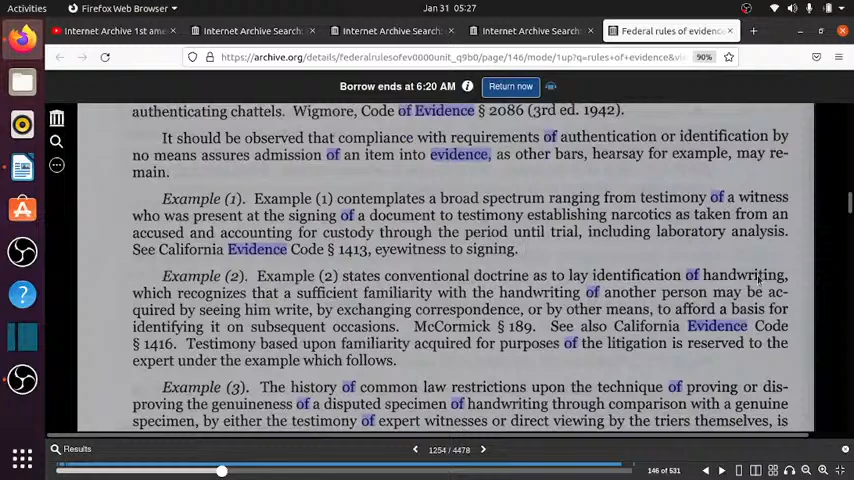 Activities
Firefox Web Browser
Jan 31 05:27
Internet Archive 1st ame
Internet Archive Search:
Internet Archive Search:
Internet Archive Search:
Federal rules of evidence
https://archive.org/details/federalrulesofev0000unit_q9b0/page/146/mode/1up?q=rules+of+evidence&vi
90%
Borrow ends at 6:20 AM
Return now
authenticating chattels. Wigmore, Code of Evidence § 2086 (3rd ed. 1942).
It should be observed that compliance with requirements of authentication or identification by
no means assures admission of an item into evidence, as other bars, hearsay for example, may re-
main.
Example (1). Example (1) contemplates a broad spectrum ranging from testimony of a witness
who was present at the signing of a document to testimony establishing narcotics as taken from an
accused and accounting for custody through the period until trial, including laboratory analysis.
See California Evidence Code § 1413, eyewitness to signing.
Example (2). Example (2) states conventional doctrine as to lay identification of handwriting,
which recognizes that a sufficient familiarity with the handwriting of another person may be ac-
quired by seeing him write, by exchanging correspondence, or by other means, to afford a basis for
identifying it on subsequent occasions. McCormick § 189. See also California Evidence Code
§ 1416. Testimony based upon familiarity acquired for purposes of the litigation is reserved to the
expert under the example which follows.
Example (3). The history of common law restrictions upon the technique of proving or dis-
proving the genuineness of a disputed specimen of handwriting through comparison with a genuine
specimen, by either the testimony of expert witnesses or direct viewing by the triers themselves, is
Results
1254 / 4478
146 of 531